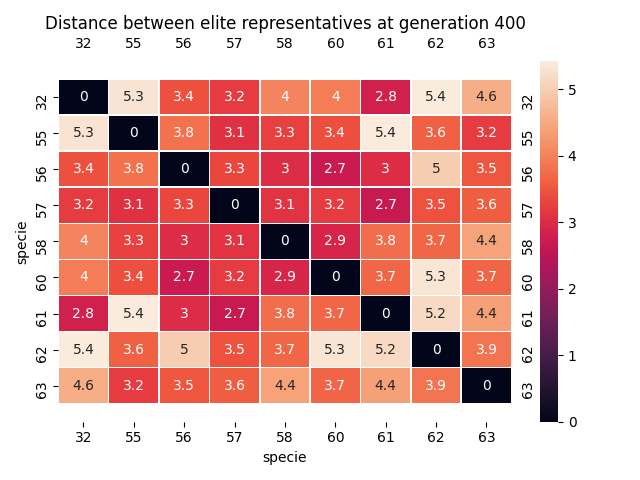 Distance between elite representatives at generation 400
32 55 56 57 58 60 61 62 63
32 0 5.3 3.4 3.2 4 4 2.8 5.4 4.6 32
55 5.3 0 3.8 3.1 3.3 3.4 5.4 3.6 3.2 55
56 3.4 3.8 0 3.3 3 2.7 3 5 3.5 56
57 3.2 3.1 3.3 0 3.1 3.2 2.7 3.5 3.6 57
58 4 3.3 3 3.1 0 2.9 3.8 3.7 4.4 58
60 4 3.4 2.7 3.2 2.9 0 3.7 5.3 3.7 60
61 2.8 5.4 3 2.7 3.8 3.7 0 5.2 4.4 61
62 5.4 3.6 5 3.5 3.7 5.3 5.2 0 3.9 62
63 4.6 3.2 3.5 3.6 4.4 3.7 4.4 3.9 0 63
32 55 56 57 58 60 61 62 63
specie
specie
5
4
3
2
1
0